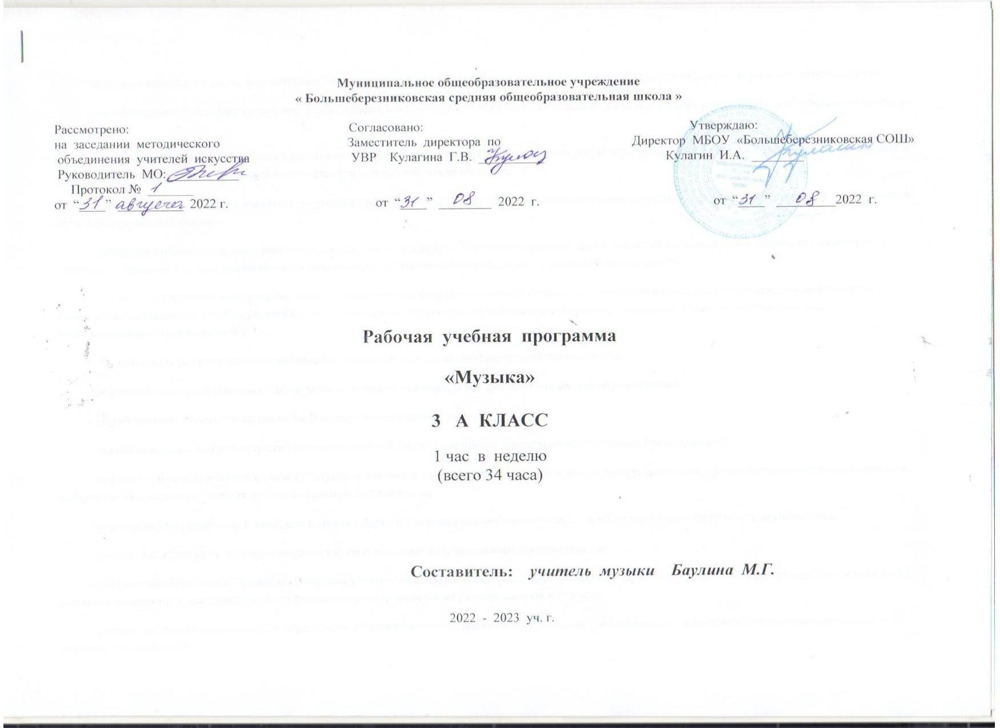 Муниципальное общеобразовательное учреждение
« Большеберезниковская средняя общеобразовательная школа »
Рассмотрено:
на заседании методического
объединения учителей искусства
Руководитель МО:
Протокол № 1
от “31” августа 2022 г.
Согласовано:
Заместитель директора по
УВР Кулагина Г.В.
от “31” 08 2022 г.
Утверждаю:
Директор МБОУ «Большеберезниковская СОШ»
Кулагин И.А.
от “31” 08 2022 г.
Рабочая учебная программа
«Музыка»
3 А КЛАСС
1 час в неделю
(всего 34 часа)
Составитель: учитель музыки Баулина М.Г.
2022 - 2023 уч. г.